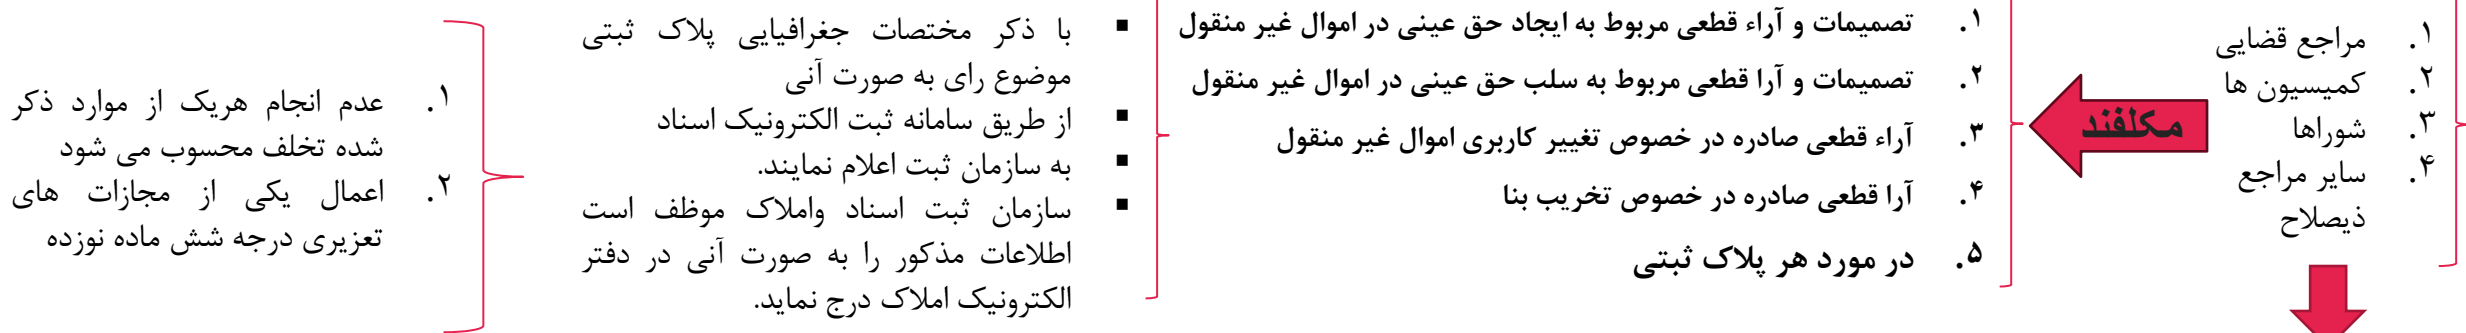 ۱. مراجع قضایی
۲. کمیسیون ها
۳. شوراها
۴. سایر مراجع
ذیصلاح
مکلفند
۱. تصمیمات و آراء قطعی مربوط به ایجاد حق عینی در اموال غیر منقول
۲. تصمیمات و آرا قطعی مربوط به سلب حق عینی در اموال غیر منقول
۳. آراء قطعی صادره در خصوص تغییر کاربری اموال غیر منقول
۴. آرا قطعی صادره در خصوص تخریب بنا
۵. در مورد هر پلاک ثبتی
▪ با ذکر مختصات جغرافیایی پلاک ثبتی
موضوع رای به صورت آنی
▪ از طریق سامانه ثبت الکترونیک اسناد
▪ به سازمان ثبت اعلام نمایند.
▪ سازمان ثبت اسناد واملاک موظف است
اطلاعات مذکور را به صورت آنی در دفتر
الکترونیک املاک درج نماید.
۱. عدم انجام هریک از موارد ذکر
شده تخلف محسوب می شود
۲. اعمال یکی از مجازات های
تعزیری درجه شش ماده نوزده